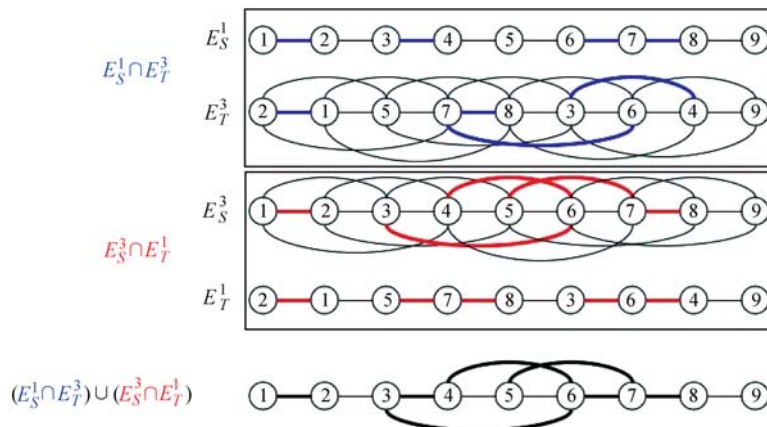 E_S^1 1 2 3 4 5 6 7 8 9
E_S^1 ∩ E_T^3
E_T^3 2 1 5 7 8 3 6 4 9
E_S^3 1 2 3 4 5 6 7 8 9
E_S^3 ∩ E_T^1
E_T^1 2 1 5 7 8 3 6 4 9
(E_S^1 ∩ E_T^3) ∪ (E_S^3 ∩ E_T^1) 1 2 3 4 5 6 7 8 9